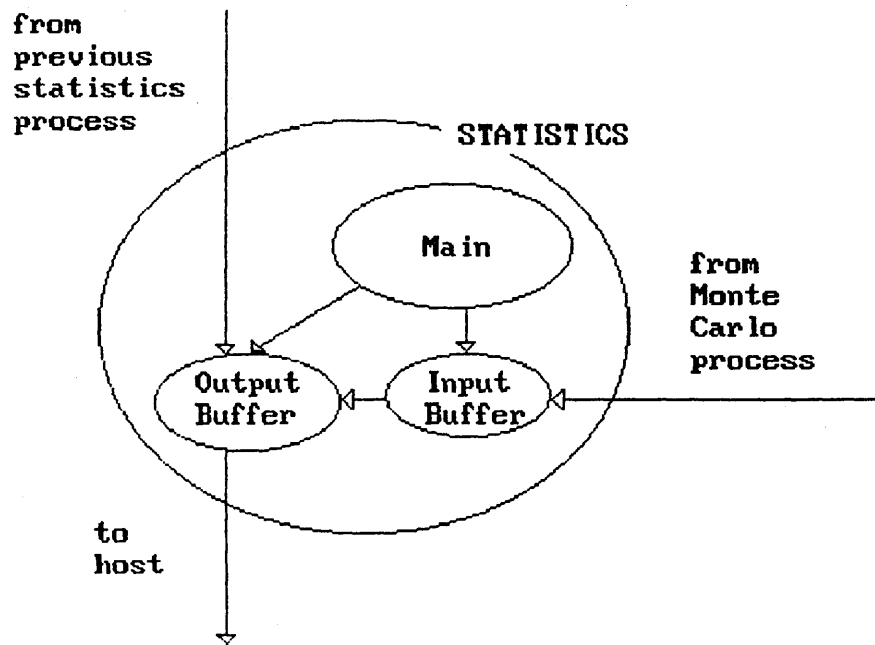 from
previous
statistics
process
STATISTICS
Main
from
Monte
Carlo
process
Output
Buffer
Input
Buffer
to
host